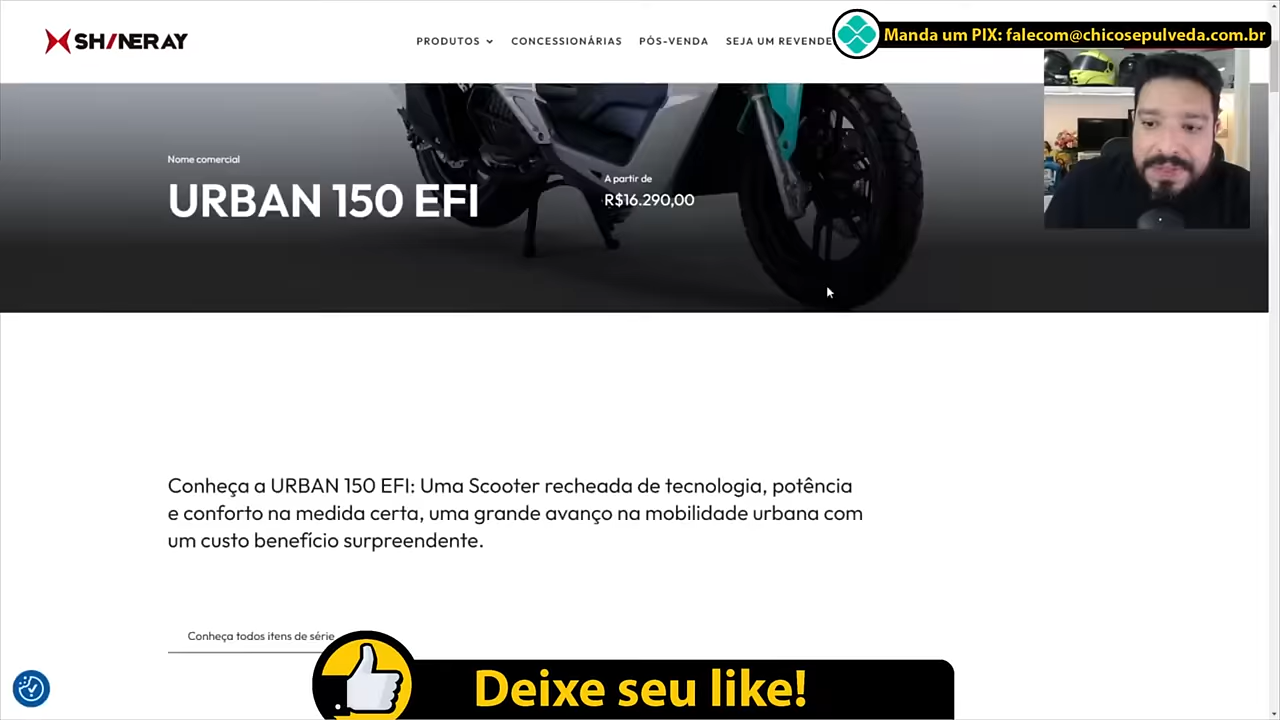 SHINERAY
PRODUTOS CONCESSIONÁRIAS PÓS-VENDA SEJA UM REVENDE
Manda um PIX: falecom@chicosepulveda.com.br
Nome comercial
URBAN 150 EFI
A partir de
R$16.290,00
Conheça a URBAN 150 EFI: Uma Scooter recheada de tecnologia, potência
e conforto na medida certa, uma grande avanço na mobilidade urbana com
um custo benefício surpreendente.
Conheça todos itens de série
Deixe seu like!